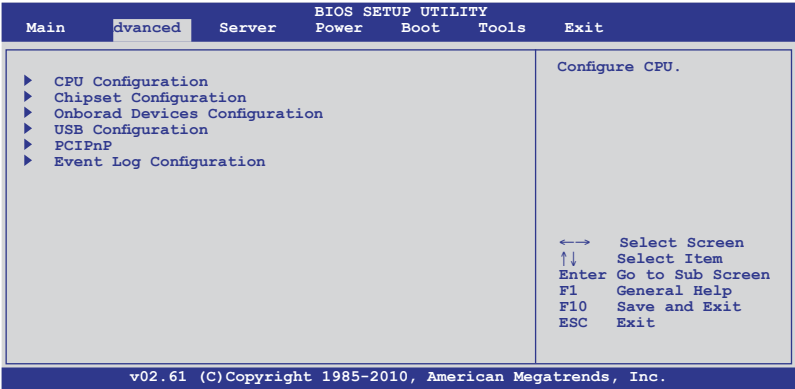 BIOS SETUP UTILITY
Main dvanced Server Power Boot Tools Exit
CPU Configuration
Chipset Configuration
Onborad Devices Configuration
USB Configuration
PCIPnP
Event Log Configuration
Configure CPU.
←→ Select Screen
↑↓ Select Item
Enter Go to Sub Screen
F1 General Help
F10 Save and Exit
ESC Exit
v02.61 (C)Copyright 1985-2010, American Megatrends, Inc.